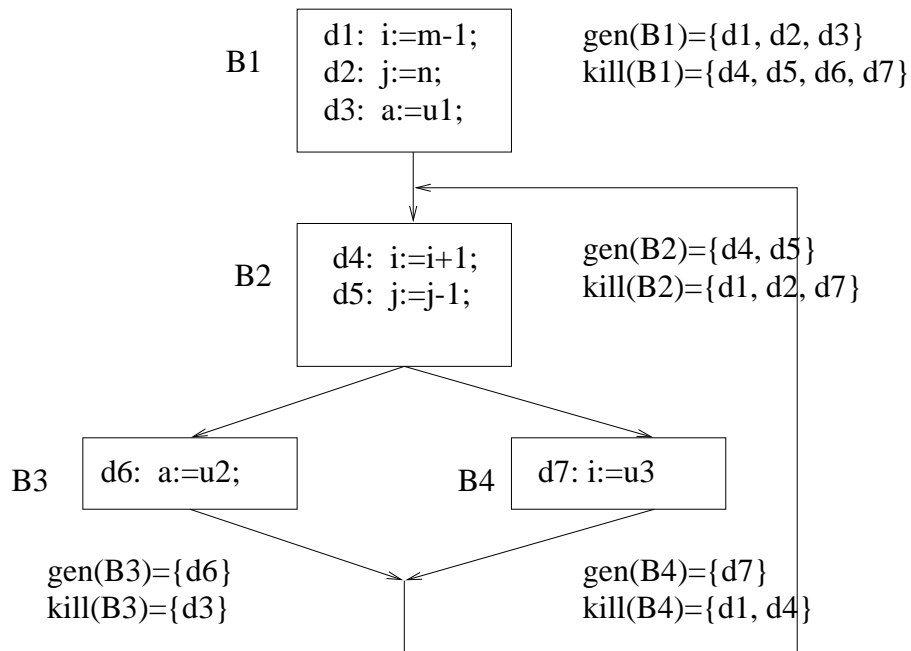 d1: i:=m-1;
d2: j:=n;
d3: a:=u1;
B1
gen(B1)={d1, d2, d3}
kill(B1)={d4, d5, d6, d7}
d4: i:=i+1;
d5: j:=j-1;
B2
gen(B2)={d4, d5}
kill(B2)={d1, d2, d7}
B3
d6: a:=u2;
B4
d7: i:=u3
gen(B3)={d6}
kill(B3)={d3}
gen(B4)={d7}
kill(B4)={d1, d4}